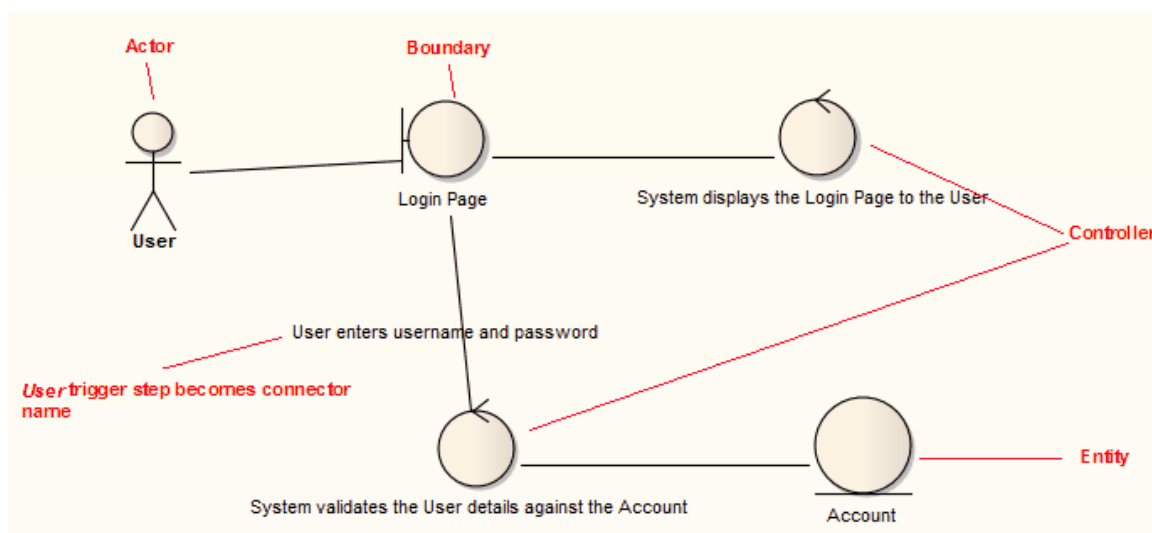 Actor
Boundary
Login Page
System displays the Login Page to the User
User
Controller
User enters username and password
User trigger step becomes connector
name
Entity
System validates the User details against the Account
Account